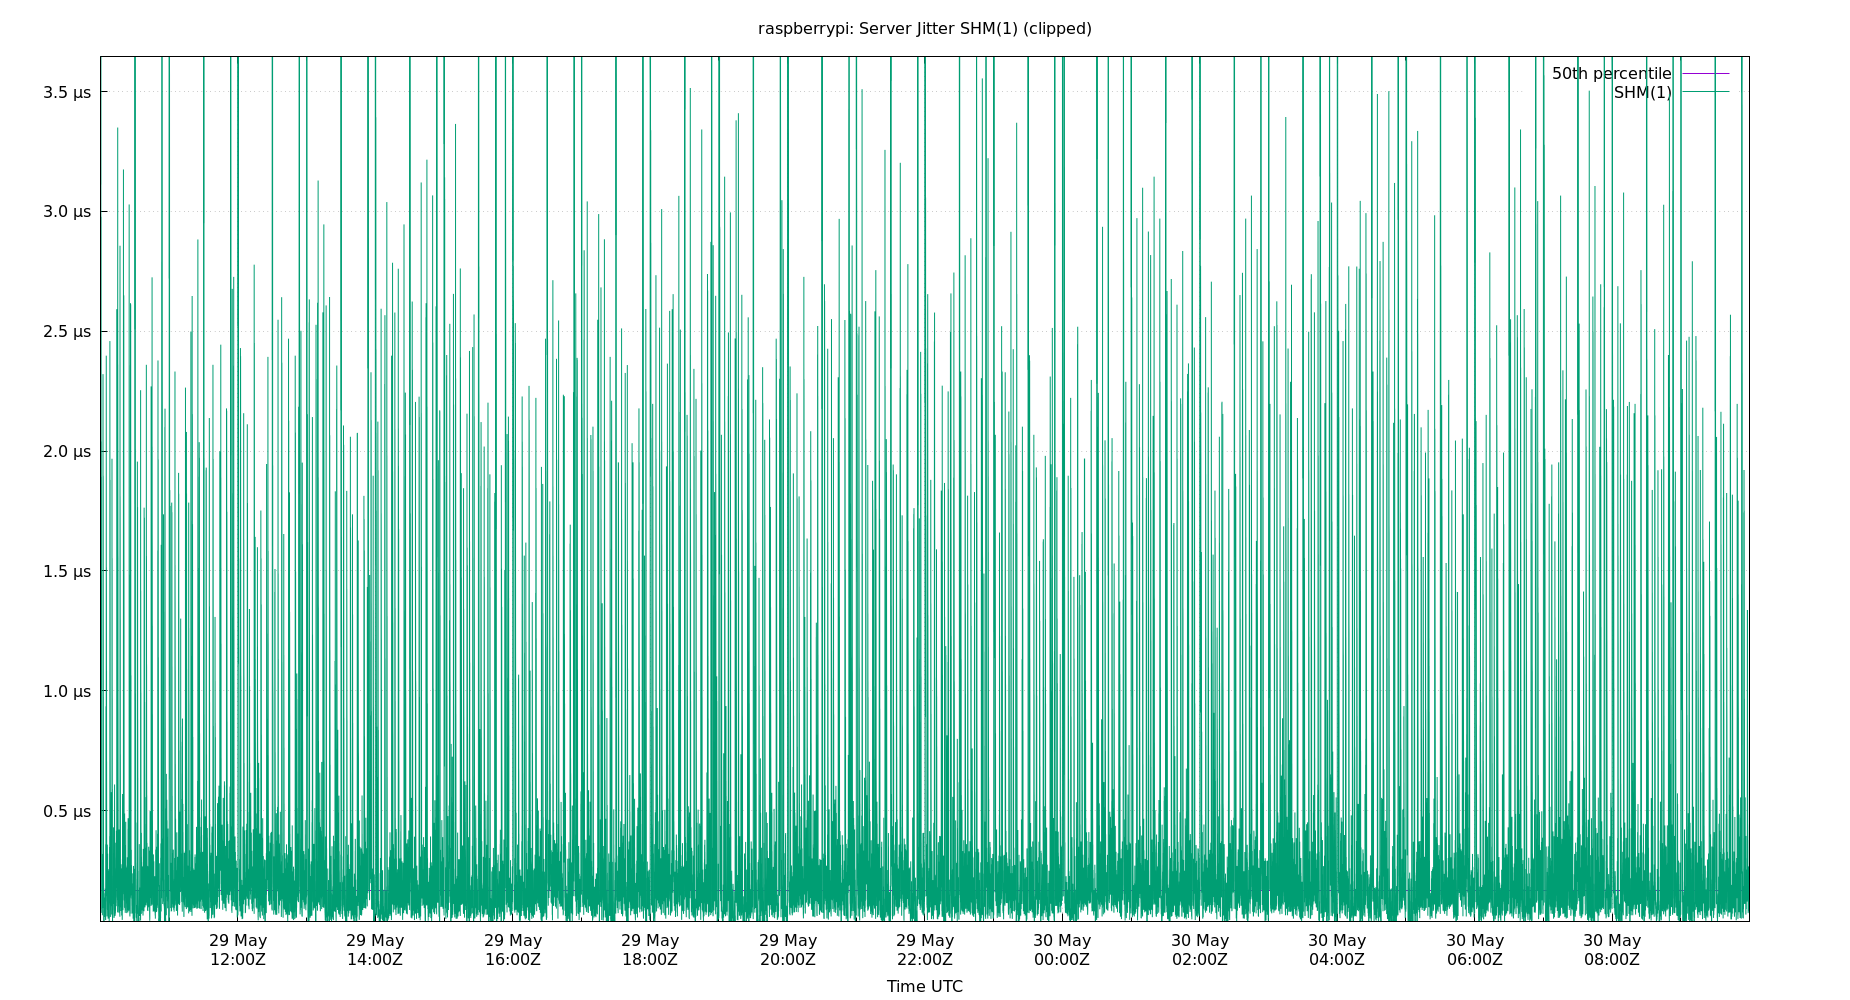 raspberrypi: Server Jitter SHM(1) (clipped)
50th percentile
SHM(1)
3.5 µs
3.0 µs
2.5 µs
2.0 µs
1.5 µs
1.0 µs
0.5 µs
29 May 29 May 29 May 29 May 29 May 29 May 30 May 30 May 30 May 30 May 30 May
12:00Z 14:00Z 16:00Z 18:00Z 20:00Z 22:00Z 00:00Z 02:00Z 04:00Z 06:00Z 08:00Z
Time UTC